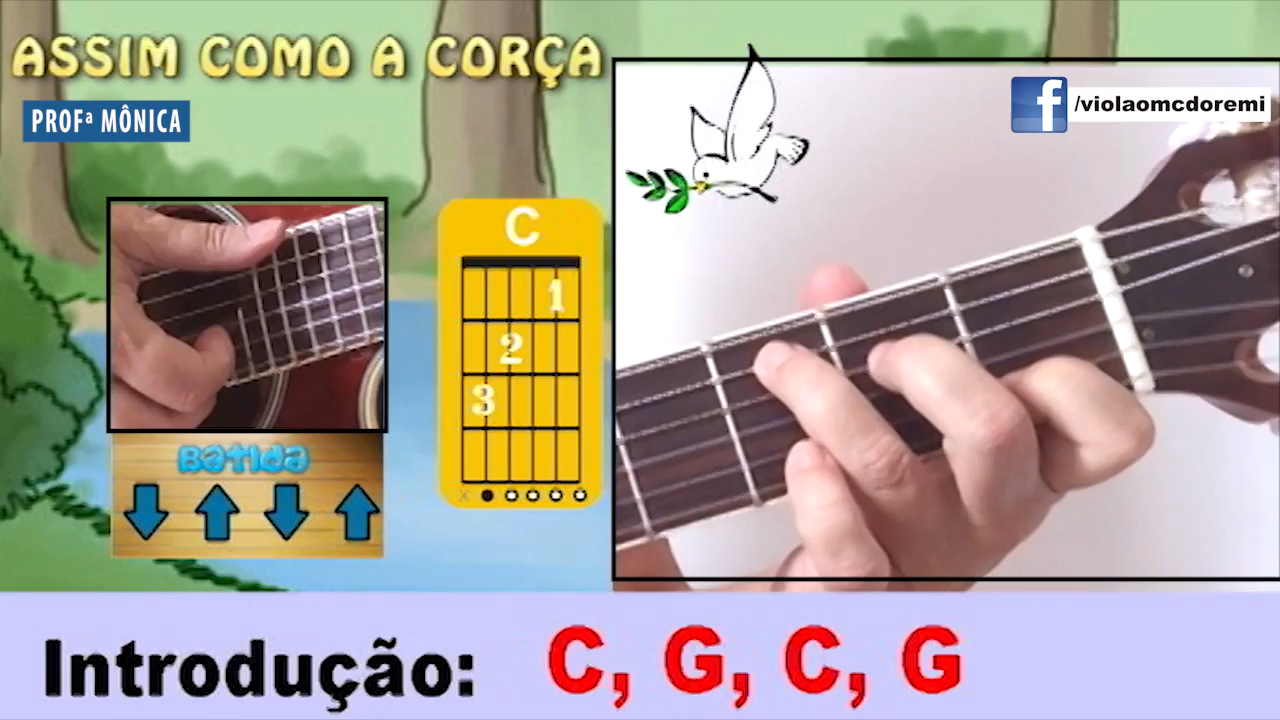 ASSIM COMO A CORÇA
PROFª MÔNICA
f /violaomcdoremi
C
1
2
3
BATIDA
Introdução: C, G, C, G